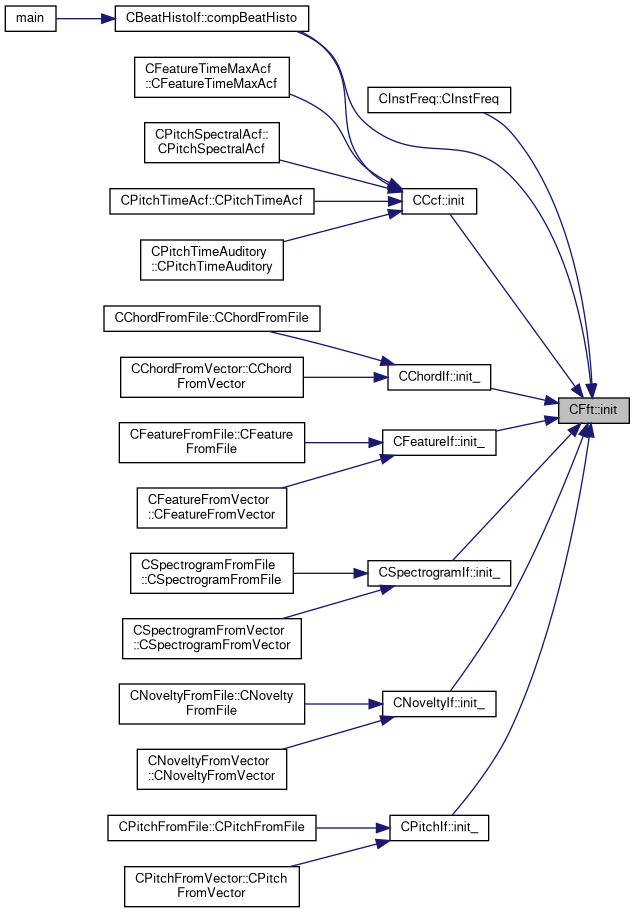 main
CBeatHistoIf::compBeatHisto
CFeatureTimeMaxAcf
::CFeatureTimeMaxAcf
CInstFreq::CInstFreq
CPitchSpectralAcf::
CPitchSpectralAcf
CPitchTimeAcf::CPitchTimeAcf
CCcf::init
CPitchTimeAuditory
::CPitchTimeAuditory
CChordFromFile::CChordFromFile
CChordFromVector::CChord
FromVector
CChordIf::init_
CFft::init
CFeatureFromFile::CFeature
FromFile
CFeatureIf::init_
CFeatureFromVector
::CFeatureFromVector
CSpectrogramFromFile
::CSpectrogramFromFile
CSpectrogramIf::init_
CSpectrogramFromVector
::CSpectrogramFromVector
CNoveltyFromFile::CNovelty
FromFile
CNoveltyIf::init_
CNoveltyFromVector
::CNoveltyFromVector
CPitchFromFile::CPitchFromFile
CPitchIf::init_
CPitchFromVector::CPitch
FromVector